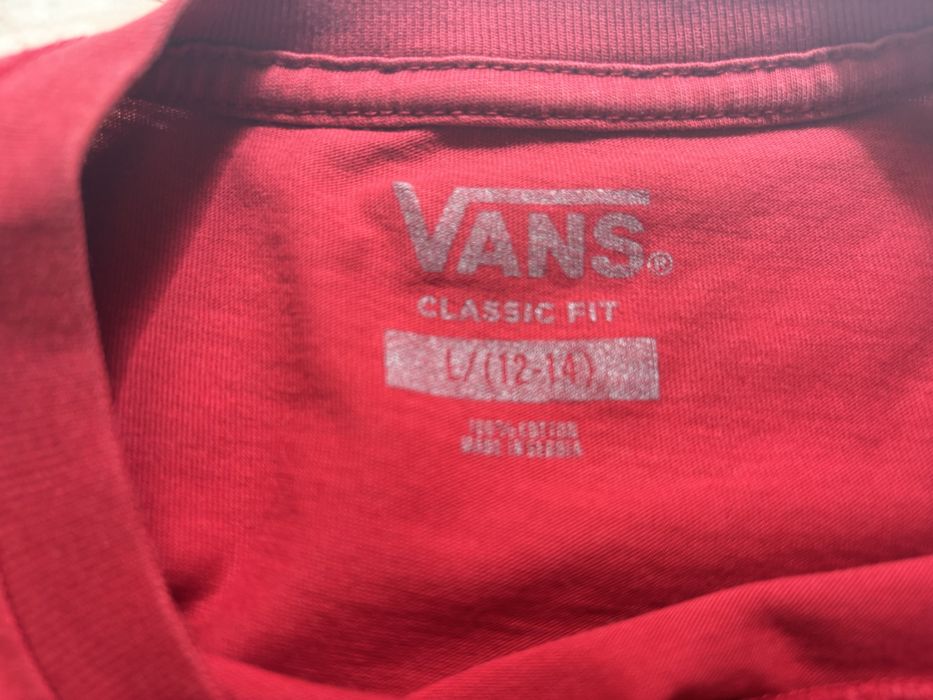 VANS®
CLASSIC FIT
L/(12-14)
100% COTTON
MADE IN SERBIA